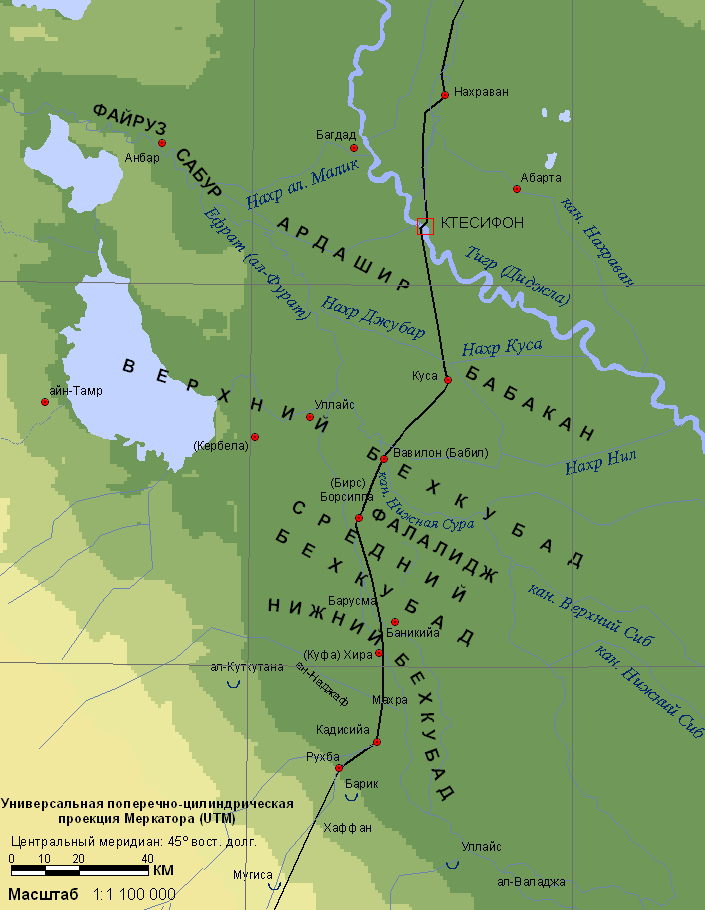 Нахраван
ФАЙРУЗ
САБУР
Анбар
Багдад
Абарта
Нахр ал. Малик
кан. Нахраван
КТЕСИФОН
АРДАШИР
Ефрат (ал-Фурат)
Тигр (Диджла)
Нахр Джубар
Нахр Куса
Куса
БАБАКАН
ВЕРХНИЙ
айн-Тамр
Уллайс
(Кербела)
Вавилон (Бабил)
БЕХКУБАД
Нахр Нил
(Бирс)
Борсиппа
кан. Нижная Сура
СРЕДНИЙ
ФАЛАЛИДЖ
БЕХКУБАД
кан. Верхний Сиб
Барусма
НИЖНИЙ
Баникийа
(Куфа) Хира
БЕХКУБАД
кан. Нижний Сиб
ал-Куткутана
ан-Наджаф
Махра
Кадисийа
Рухба
Барик
Универсальная поперечно-цилиндрическая
проекция Меркатора (UTM)
Центральный меридиан: 45° вост. долг.
0 10 20 40
КМ
Масштаб 1:1 100 000
Хаффан
Мугиса
Уллайс
ал-Валаджа